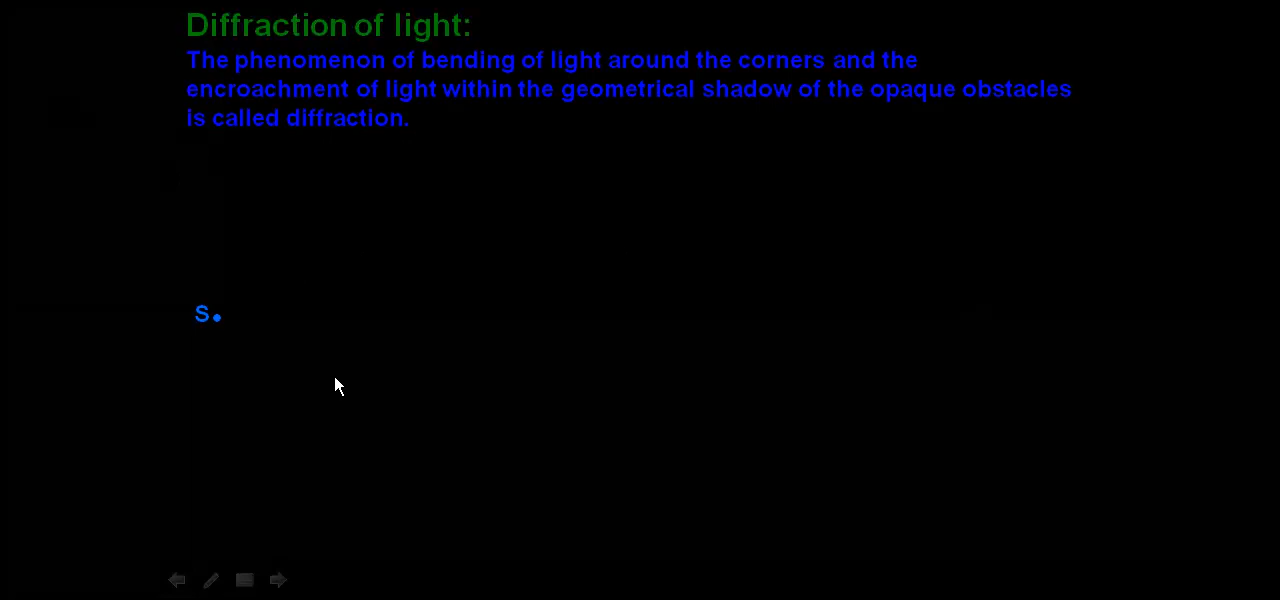 Diffraction of light:
The phenomenon of bending of light around the corners and the
encroachment of light within the geometrical shadow of the opaque obstacles
is called diffraction.
S